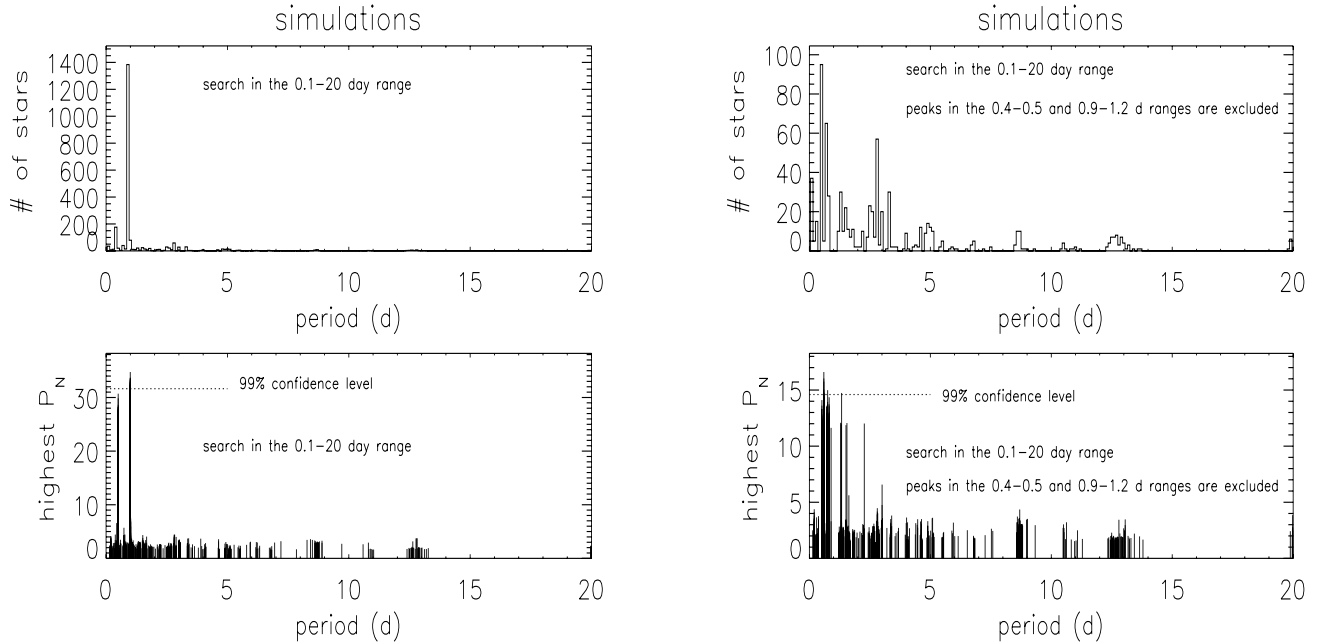 simulations
# of stars
1400
1200
1000
800
600
400
200
0
search in the 0.1–20 day range
0 5 10 15 20
period (d)
simulations
# of stars
100
80
60
40
20
0
search in the 0.1–20 day range
peaks in the 0.4–0.5 and 0.9–1.2 d ranges are excluded
0 5 10 15 20
period (d)
highest P_N
30
20
10
0
99% confidence level
search in the 0.1–20 day range
0 5 10 15 20
period (d)
highest P_N
15
10
5
0
99% confidence level
search in the 0.1–20 day range
peaks in the 0.4–0.5 and 0.9–1.2 d ranges are excluded
0 5 10 15 20
period (d)